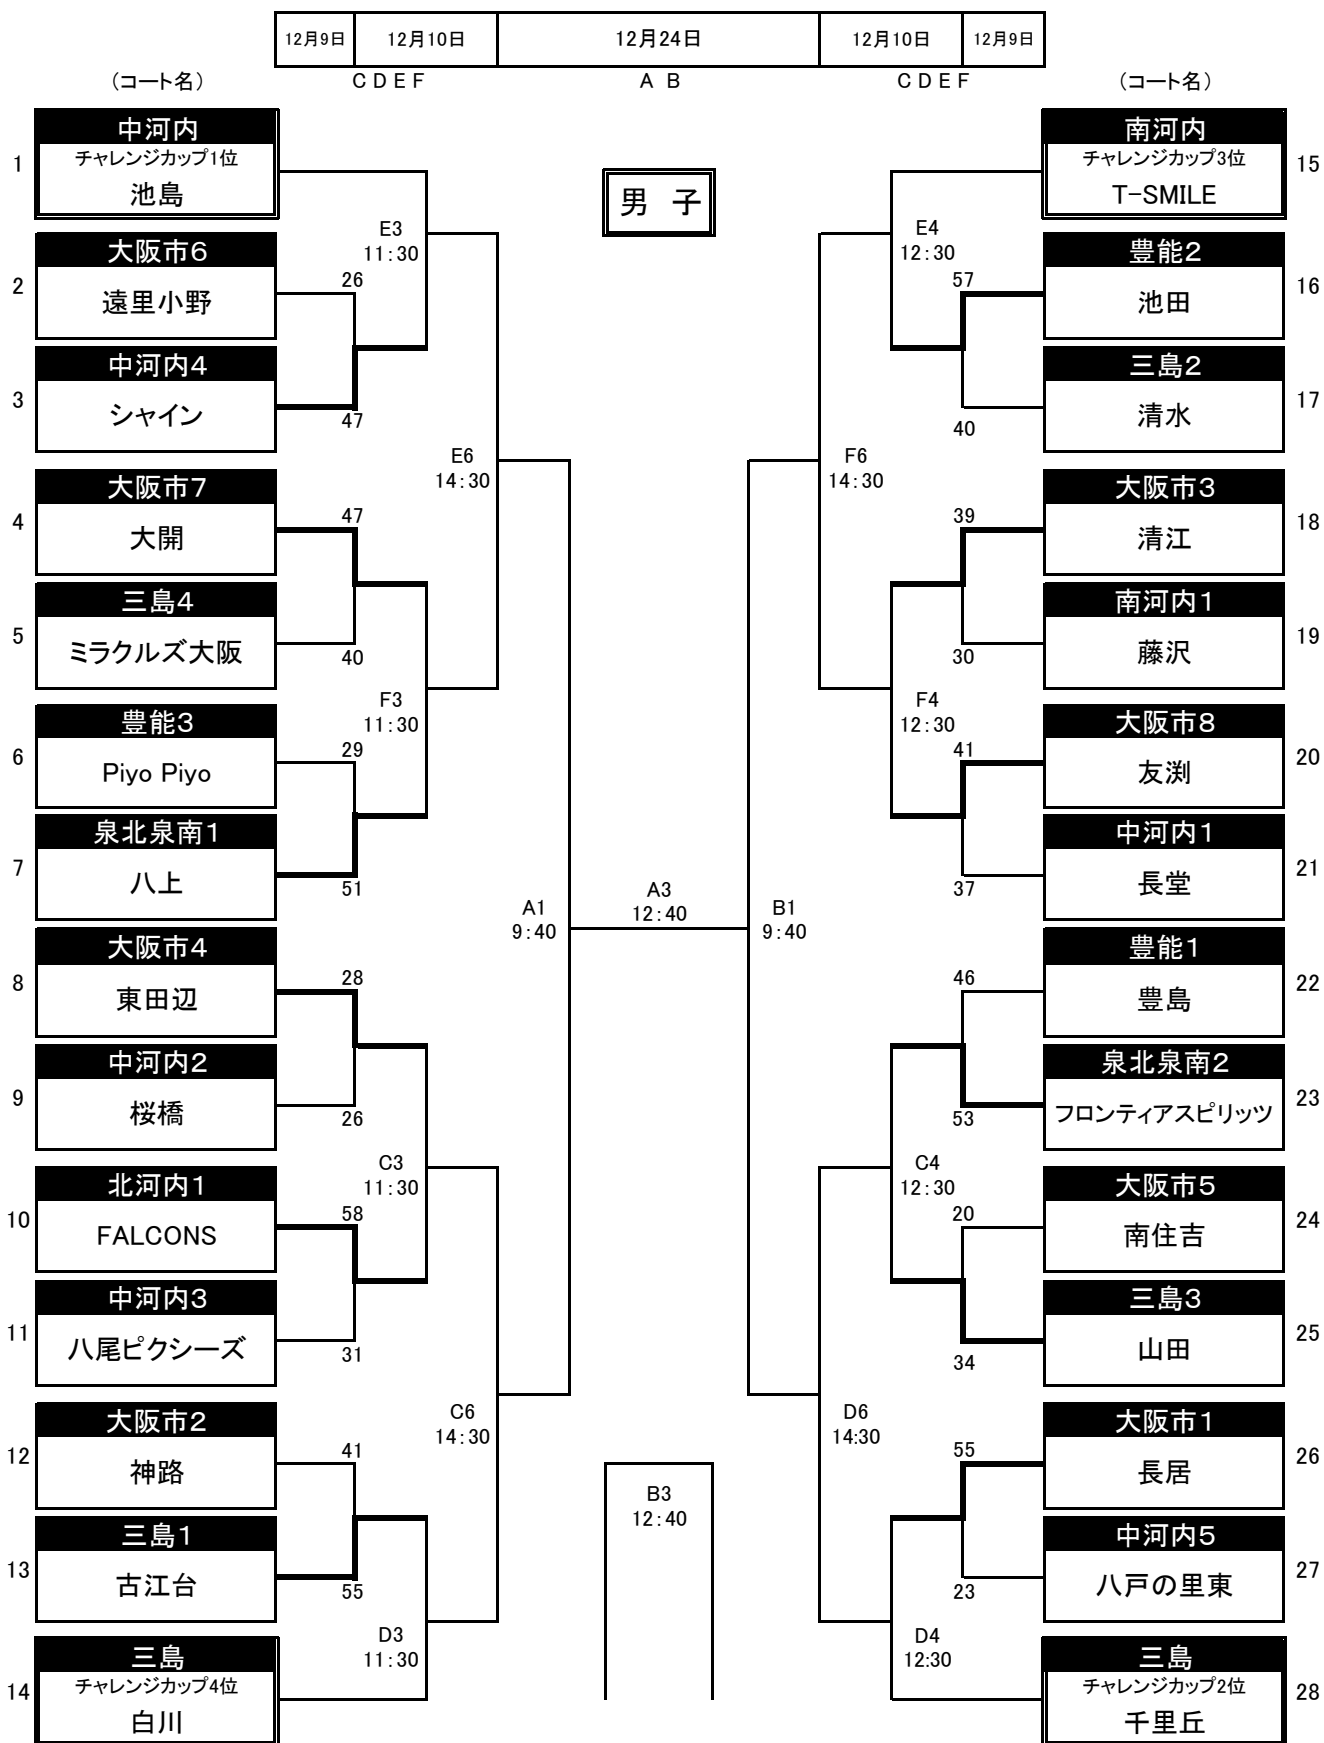 12月9日 12月10日 12月24日 12月10日 12月9日
（コート名） C D E F A B C D E F （コート名）
男 子
1
中河内
チャレンジカップ1位
池島
2
大阪市6
遠里小野
26
3
中河内4
シャイン
47
E3
11:30
4
大阪市7
大開
47
5
三島4
ミラクルズ大阪
40
E6
14:30
6
豊能3
Piyo Piyo
29
7
泉北泉南1
八上
51
F3
11:30
8
大阪市4
東田辺
28
9
中河内2
桜橋
26
A1
9:40
10
北河内1
FALCONS
58
11
中河内3
八尾ピクシーズ
31
C3
11:30
12
大阪市2
神路
41
13
三島1
古江台
55
C6
14:30
14
三島
チャレンジカップ4位
白川
D3
11:30
A3
12:40
B3
12:40
15
南河内
チャレンジカップ3位
T-SMILE
E4
12:30
16
豊能2
池田
57
17
三島2
清水
40
F6
14:30
18
大阪市3
清江
39
19
南河内1
藤沢
30
F4
12:30
20
大阪市8
友渕
41
21
中河内1
長堂
37
B1
9:40
22
豊能1
豊島
46
23
泉北泉南2
フロンティアスピリッツ
53
C4
12:30
24
大阪市5
南住吉
20
25
三島3
山田
34
D6
14:30
26
大阪市1
長居
55
27
中河内5
八戸の里東
23
D4
12:30
28
三島
チャレンジカップ2位
千里丘